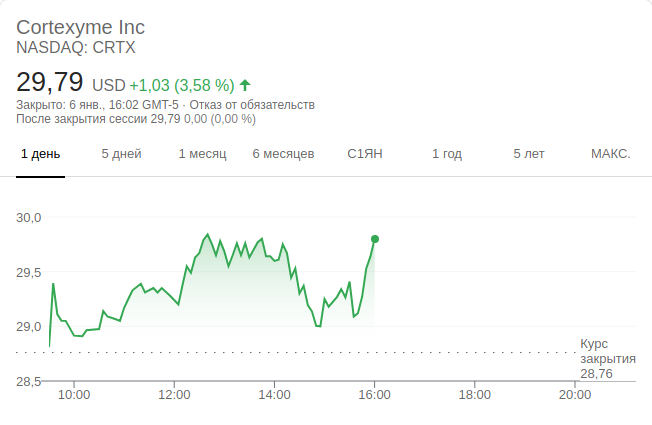 Cortexyme Inc
NASDAQ: CRTX
29,79 USD +1,03 (3,58 %)
Закрыто: 6 янв., 16:02 GMT-5 · Отказ от обязательств
После закрытия сессии 29,79 0,00 (0,00 %)
1 день 5 дней 1 месяц 6 месяцев С1ЯН 1 год 5 лет МАКС.
30,0
29,5
29,0
Курс
закрытия
28,76
28,5
10:00 12:00 14:00 16:00 18:00 20:00